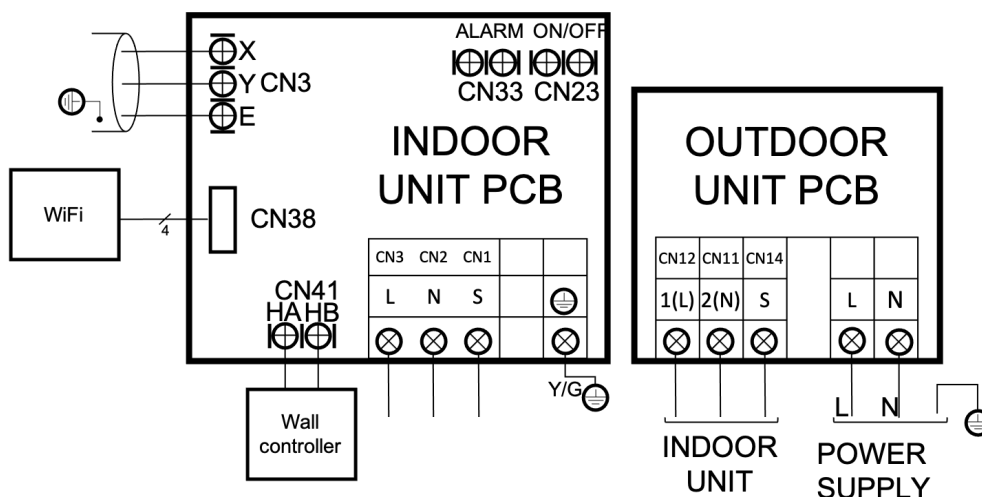 ALARM ON/OFF
CN33 CN23
X
Y CN3
E
INDOOR
UNIT PCB
OUTDOOR
UNIT PCB
WiFi
4
CN38
CN3 CN2 CN1
L N S
CN41
HA HB
Y/G
Wall
controller
CN12 CN11 CN14
1(L) 2(N) S L N
L N
INDOOR
UNIT
POWER
SUPPLY